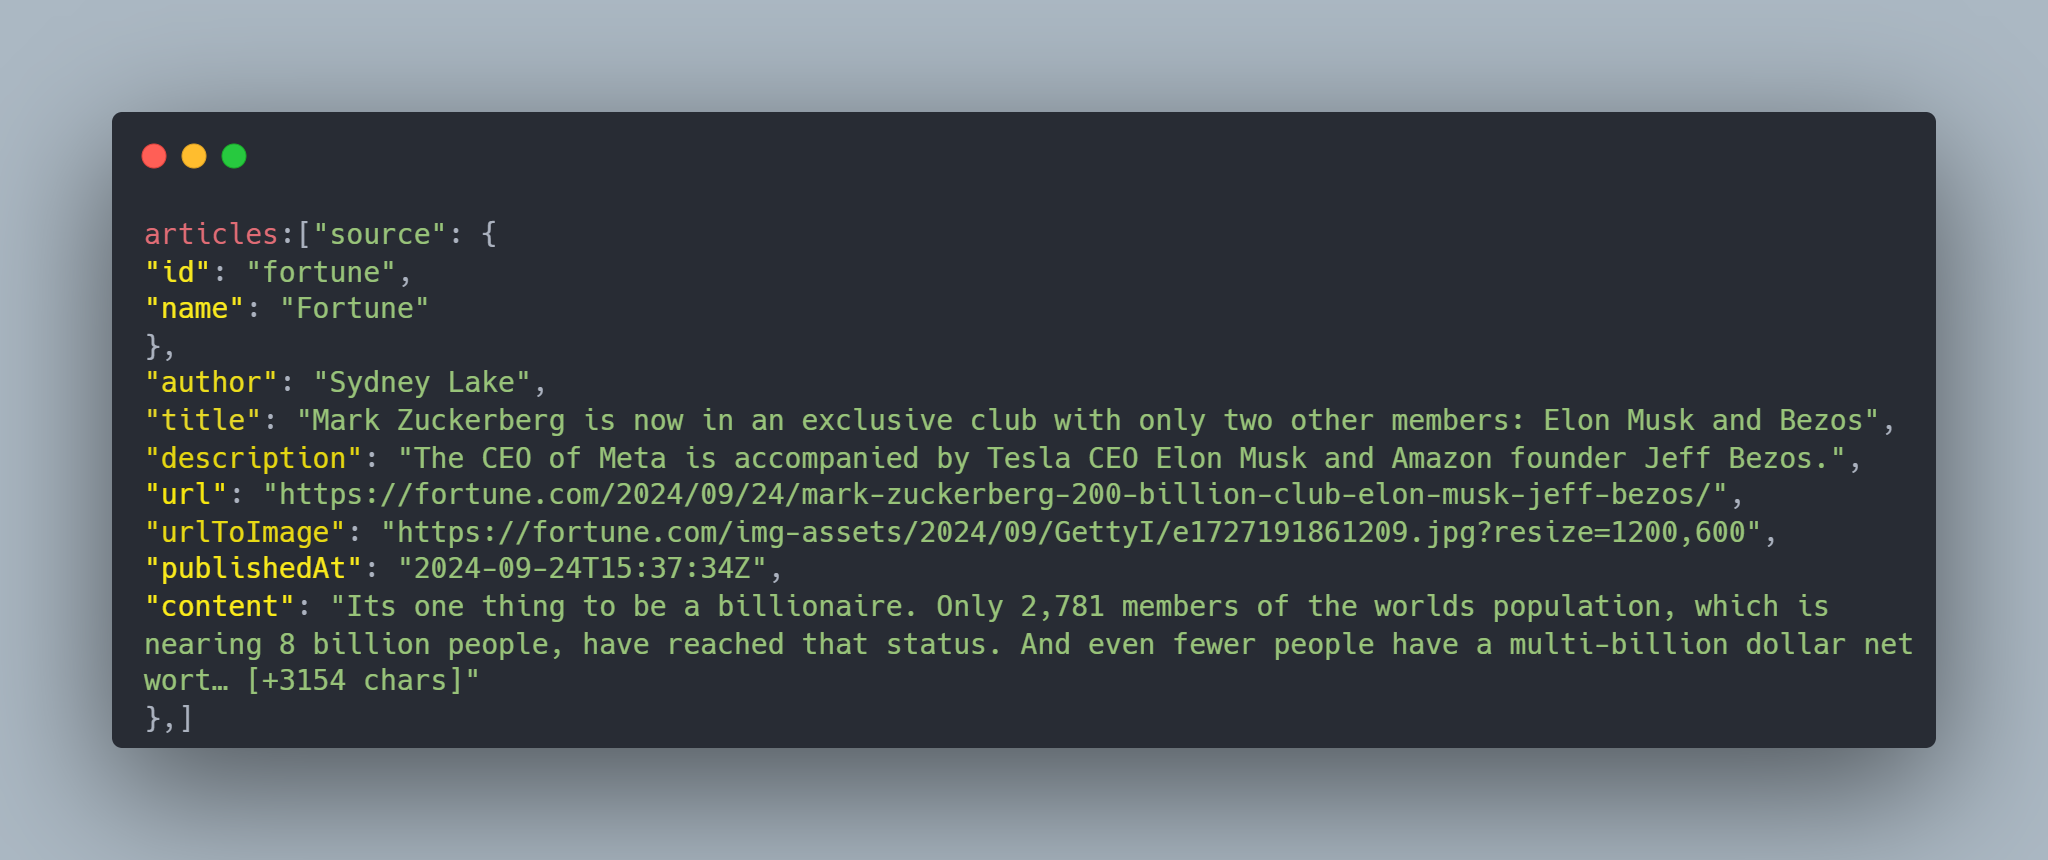 articles:["source": {
"id": "fortune",
"name": "Fortune"
},
"author": "Sydney Lake",
"title": "Mark Zuckerberg is now in an exclusive club with only two other members: Elon Musk and Bezos",
"description": "The CEO of Meta is accompanied by Tesla CEO Elon Musk and Amazon founder Jeff Bezos.",
"url": "https://fortune.com/2024/09/24/mark-zuckerberg-200-billion-club-elon-musk-jeff-bezos/",
"urlToImage": "https://fortune.com/img-assets/2024/09/GettyI/e1727191861209.jpg?resize=1200,600",
"publishedAt": "2024-09-24T15:37:34Z",
"content": "Its one thing to be a billionaire. Only 2,781 members of the worlds population, which is
nearing 8 billion people, have reached that status. And even fewer people have a multi-billion dollar net
wort… [+3154 chars]"
},]